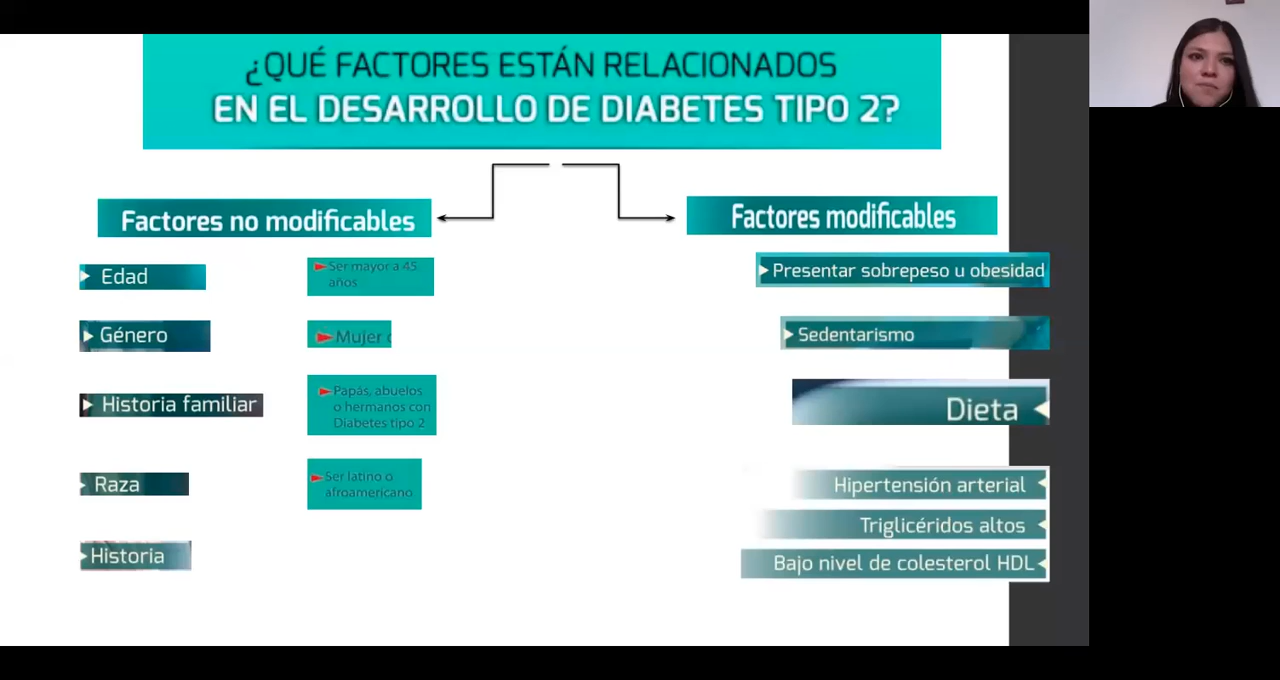 ¿QUÉ FACTORES ESTÁN RELACIONADOS
EN EL DESARROLLO DE DIABETES TIPO 2?
Factores no modificables
Edad
Ser mayor a 45
años
Género
Mujer
Historia familiar
Papás, abuelos
o hermanos con
Diabetes tipo 2
Raza
Ser latino o
afroamericano
Historia
Factores modificables
Presentar sobrepeso u obesidad
Sedentarismo
Dieta
Hipertensión arterial
Triglicéridos altos
Bajo nivel de colesterol HDL